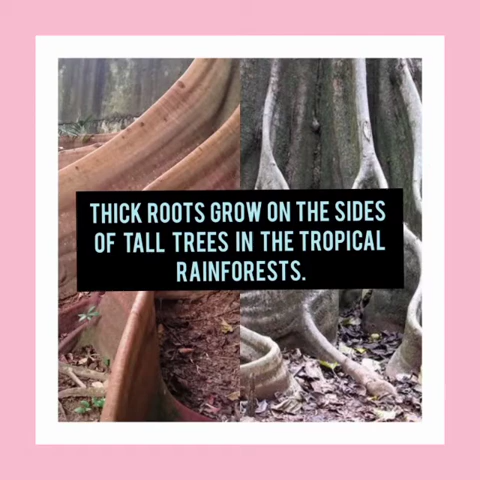 THICK ROOTS GROW ON THE SIDES
OF TALL TREES IN THE TROPICAL
RAINFORESTS.